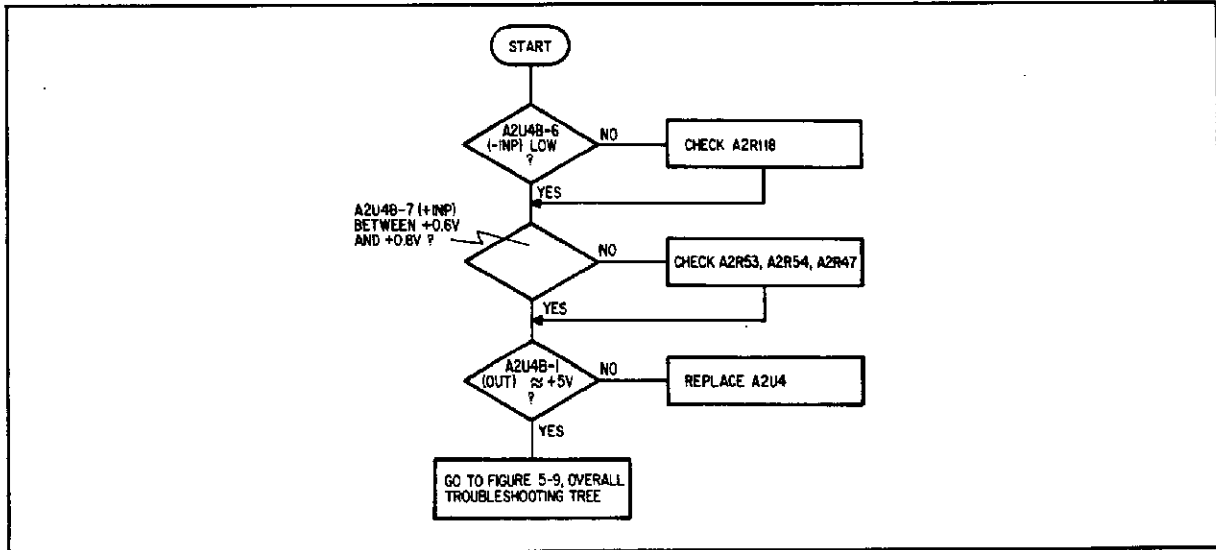 START
A2U4B-6
(-INP) LOW
?
NO
CHECK A2R118
YES
A2U4B-7 (+INP)
BETWEEN +0.6V
AND +0.8V ?
NO
CHECK A2R53, A2R54, A2R47
YES
A2U4B-1
(OUT) ≈ +5V
?
NO
REPLACE A2U4
YES
GO TO FIGURE 5-9, OVERALL
TROUBLESHOOTING TREE